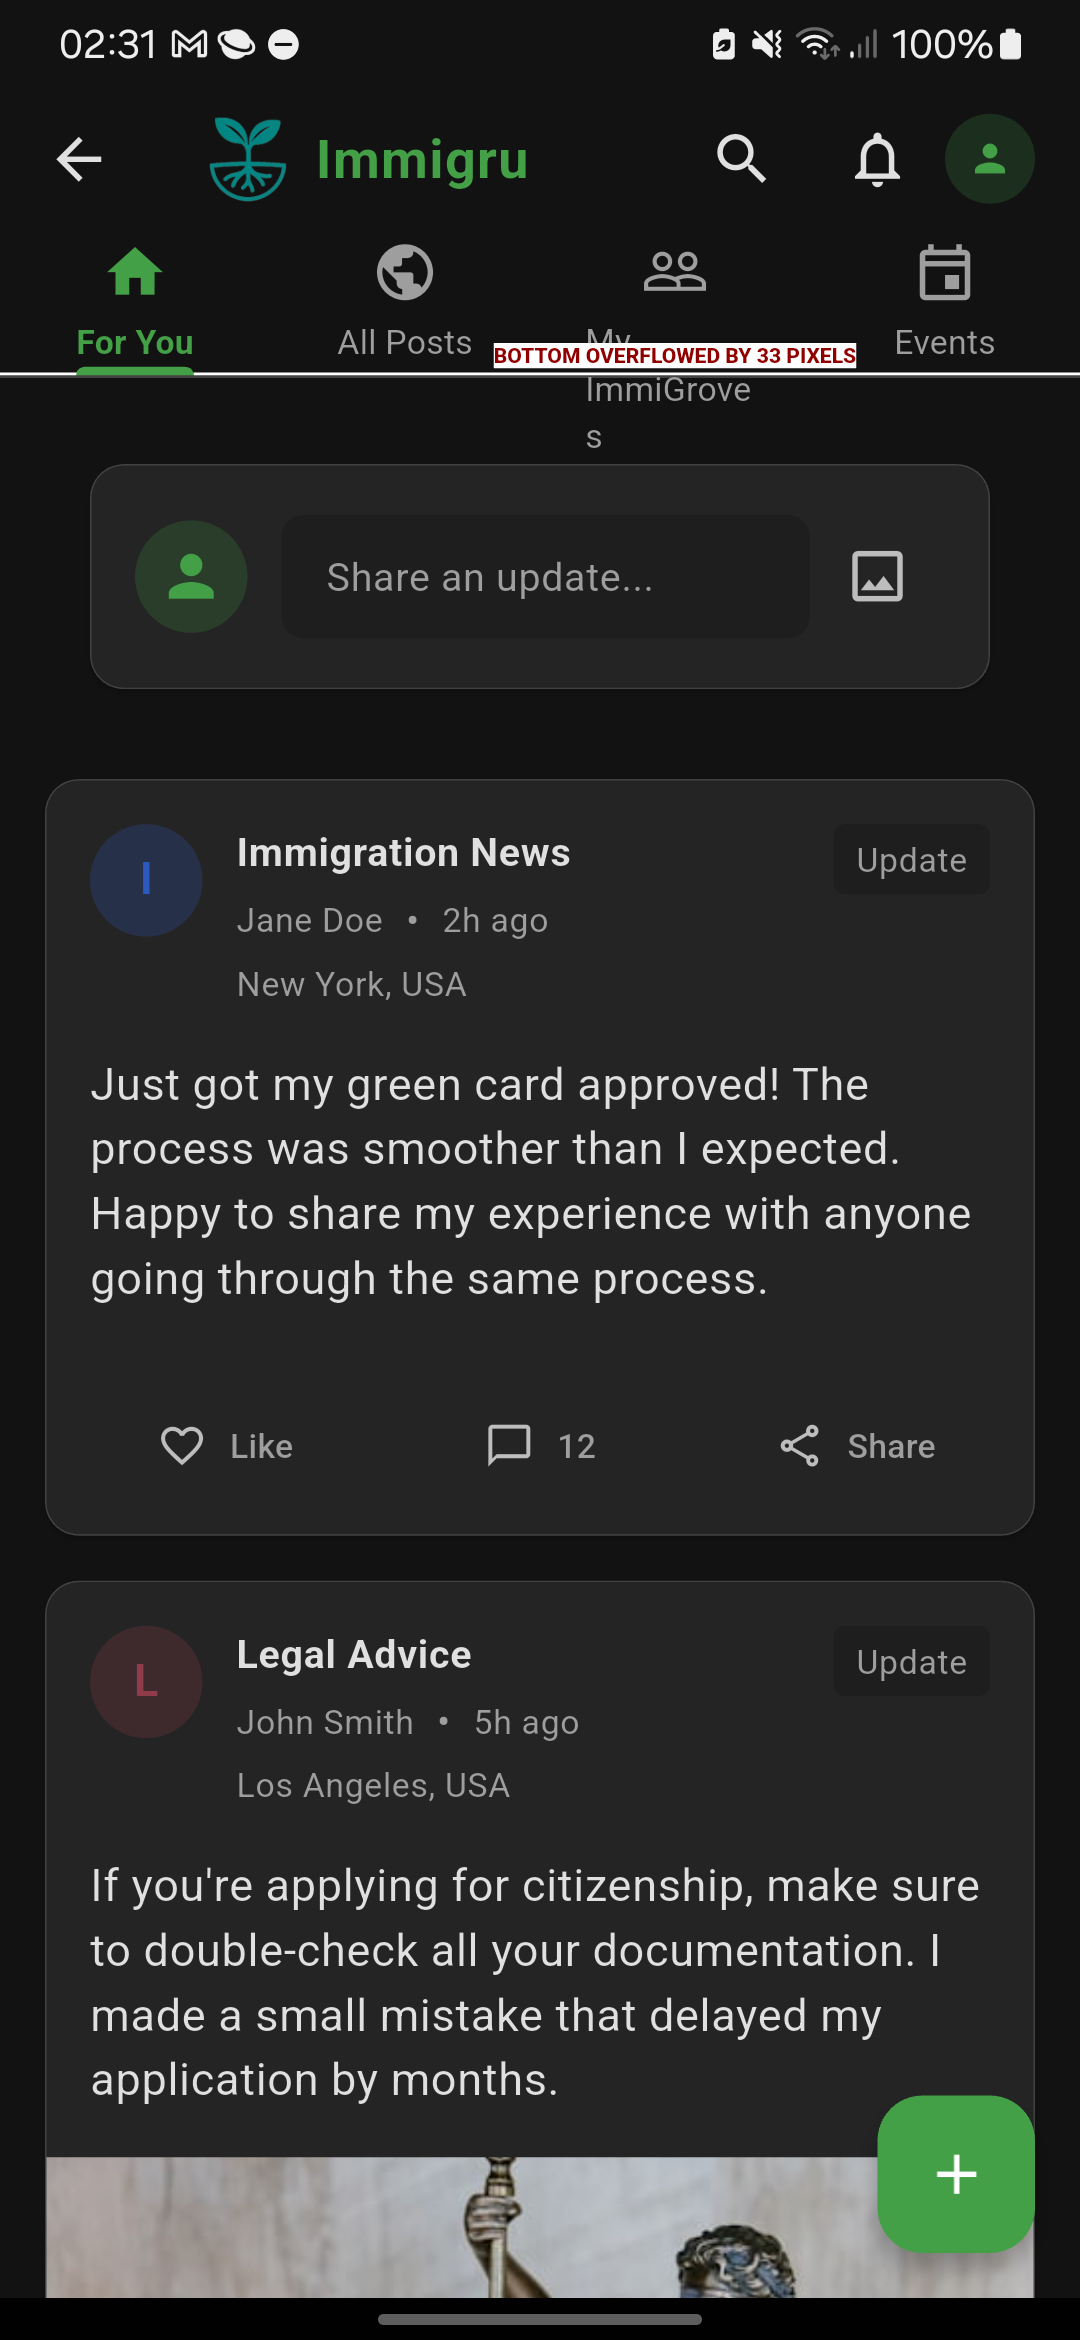 02:31
100%
Immigru
For You
All Posts
My
ImmiGrove
s
Events
BOTTOM OVERFLOWED BY 33 PIXELS
Share an update...
I
Immigration News
Update
Jane Doe • 2h ago
New York, USA
Just got my green card approved! The
process was smoother than I expected.
Happy to share my experience with anyone
going through the same process.
Like
12
Share
L
Legal Advice
Update
John Smith • 5h ago
Los Angeles, USA
If you're applying for citizenship, make sure
to double-check all your documentation. I
made a small mistake that delayed my
application by months.